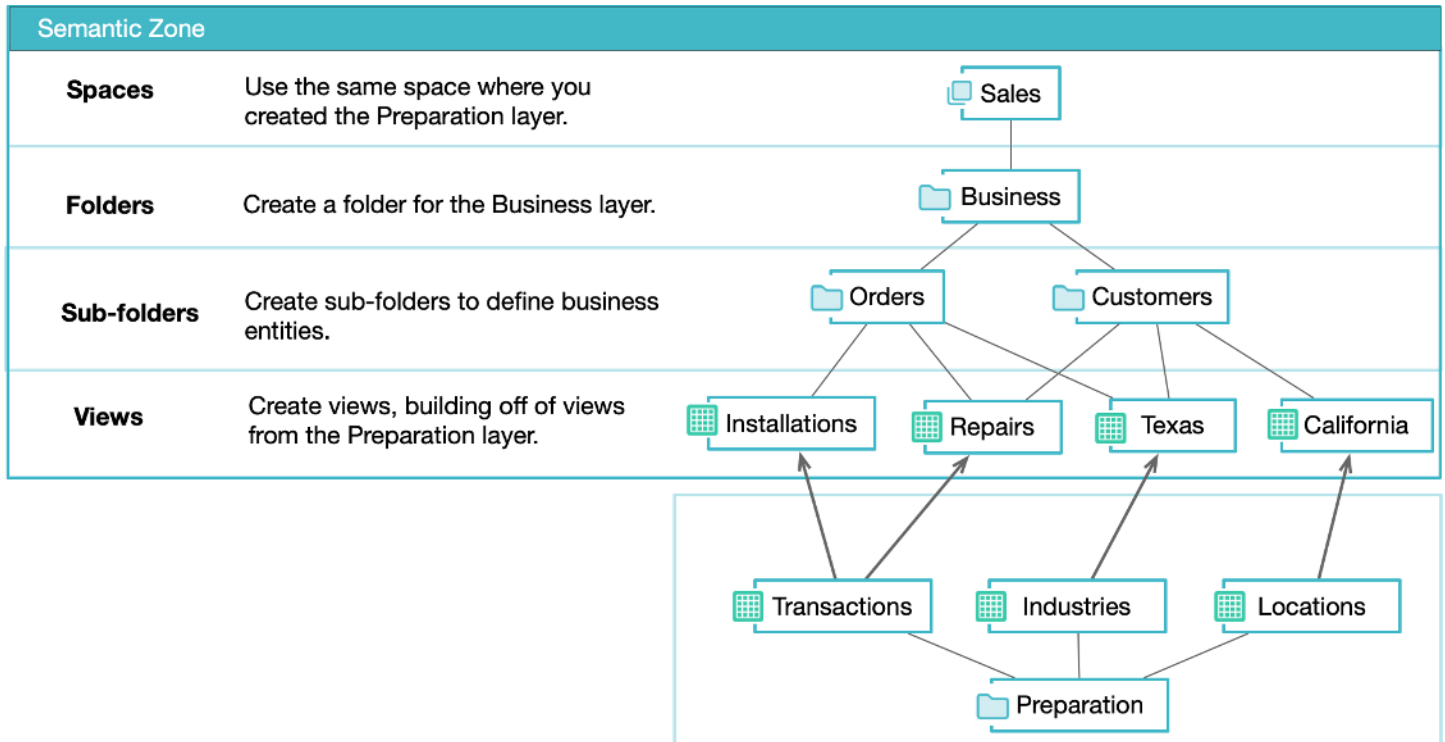 Semantic Zone
Spaces
Use the same space where you
created the Preparation layer.
Sales
Folders
Create a folder for the Business layer.
Business
Sub-folders
Create sub-folders to define business
entities.
Orders
Customers
Views
Create views, building off of views
from the Preparation layer.
Installations
Repairs
Texas
California
Transactions
Industries
Locations
Preparation